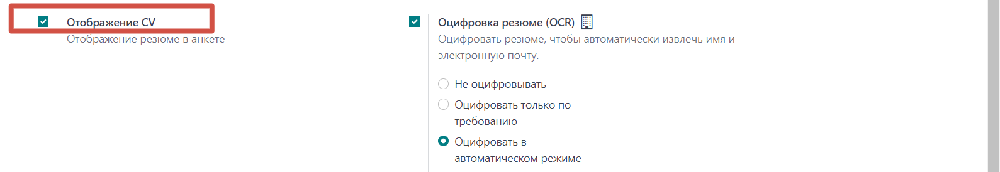 Отображение CV
Отображение резюме в анкете
Оцифровка резюме (OCR)
Оцифровать резюме, чтобы автоматически извлечь имя и
электронную почту.
Не оцифровывать
Оцифровать только по
требованию
Оцифровать в
автоматическом режиме